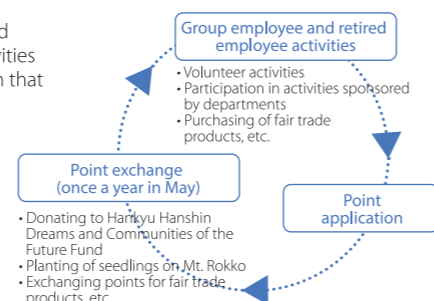 d
vities
n that
Group employee and retired
employee activities
• Volunteer activities
• Participation in activities sponsored
by departments
• Purchasing of fair trade
products, etc.
Point exchange
(once a year in May)
Point
application
• Donating to Hankyu Hanshin
Dreams and Communities of the
Future Fund
• Planting of seedlings on Mt. Rokko
• Exchanging points for fair trade
products, etc.